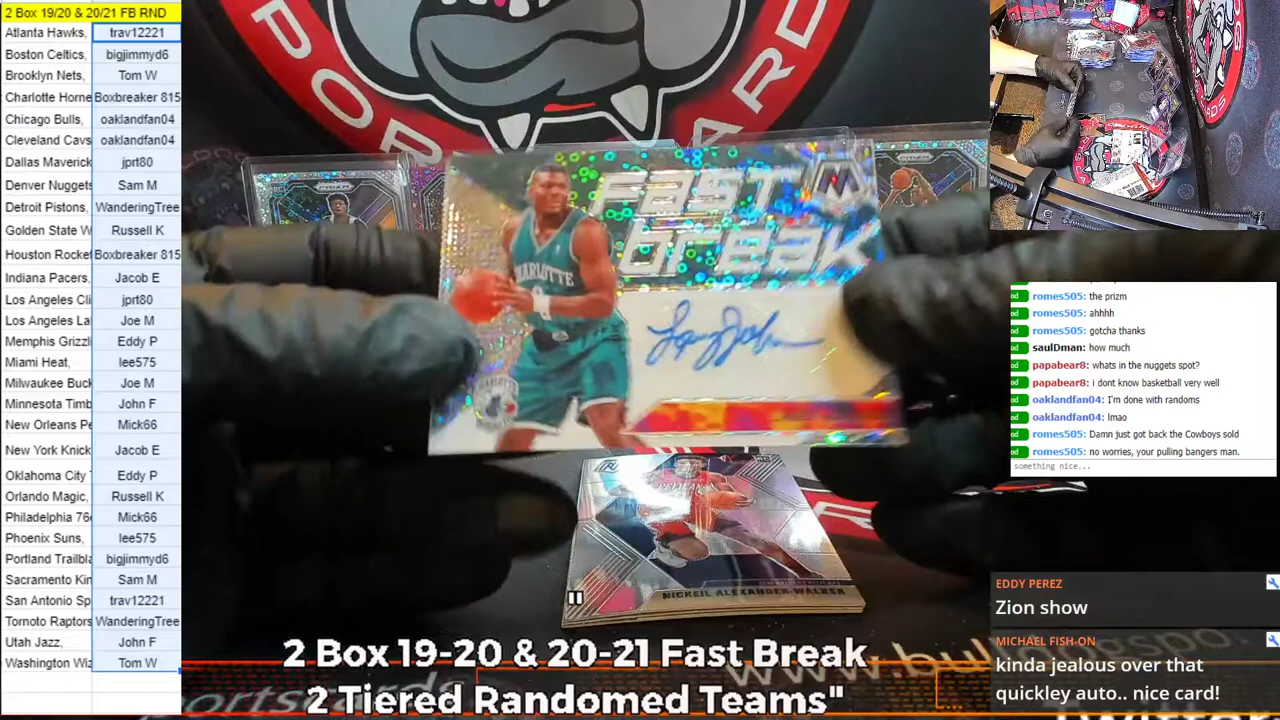 2 Box 19/20 & 20/21 FB RND
Atlanta Hawks, trav12221
Boston Celtics, bigjimmyd6
Brooklyn Nets, Tom W
Charlotte Horne Boxbreaker 815
Chicago Bulls, oaklandfan04
Cleveland Cavs oaklandfan04
Dallas Maverick jprt80
Denver Nuggets Sam M
Detroit Pistons, WanderingTree
Golden State W Russell K
Houston Rocket Boxbreaker 815
Indiana Pacers, Jacob E
Los Angeles Cli jprt80
Los Angeles La Joe M
Memphis Grizzl Eddy P
Miami Heat, lee575
Milwaukee Buck Joe M
Minnesota Timb John F
New Orleans Pe Mick66
New York Knick Jacob E
Oklahoma City Eddy P
Orlando Magic, Russell K
Philadelphia 76 Mick66
Phoenix Suns, lee575
Portland Trailbla bigjimmyd6
Sacramento Kin Sam M
San Antonio Sp trav12221
Tornoto Raptors WanderingTree
Utah Jazz, John F
Washington Wiz Tom W
PRIZM
Fast
break
CHARLOTTE
Larry Johnson
NICKEIL ALEXANDER-WALKER
2 Box 19-20 & 20-21 Fast Break
2 Tiered Randomed Teams"
romes505: the prizm
romes505: ahhhh
romes505: gotcha thanks
saulDman: how much
papabear8: whats in the nuggets spot?
papabear8: i dont know basketball very well
oaklandfan04: I'm done with randoms
oaklandfan04: lmao
romes505: Damn just got back the Cowboys sold
romes505: no worries, your pulling bangers man.
something nice...
EDDY PEREZ
Zion show
MICHAEL FISH-ON
kinda jealous over that
quickley auto.. nice card!